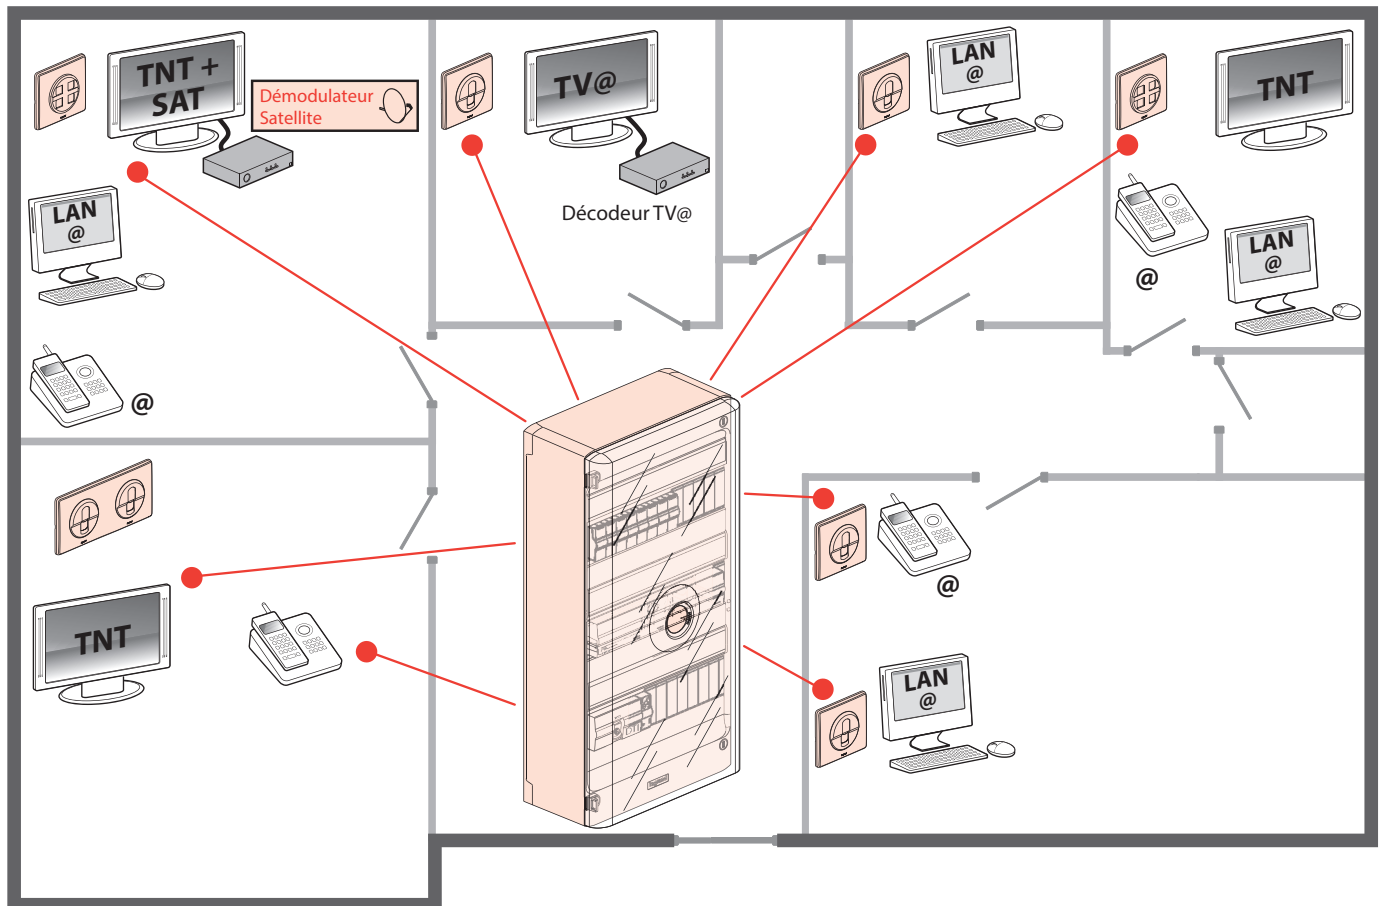 TNT +
SAT
Démodulateur
Satellite
TV@
Décodeur TV@
LAN
@
TNT
LAN
@
@
LAN
@
@
TNT
@
LAN
@